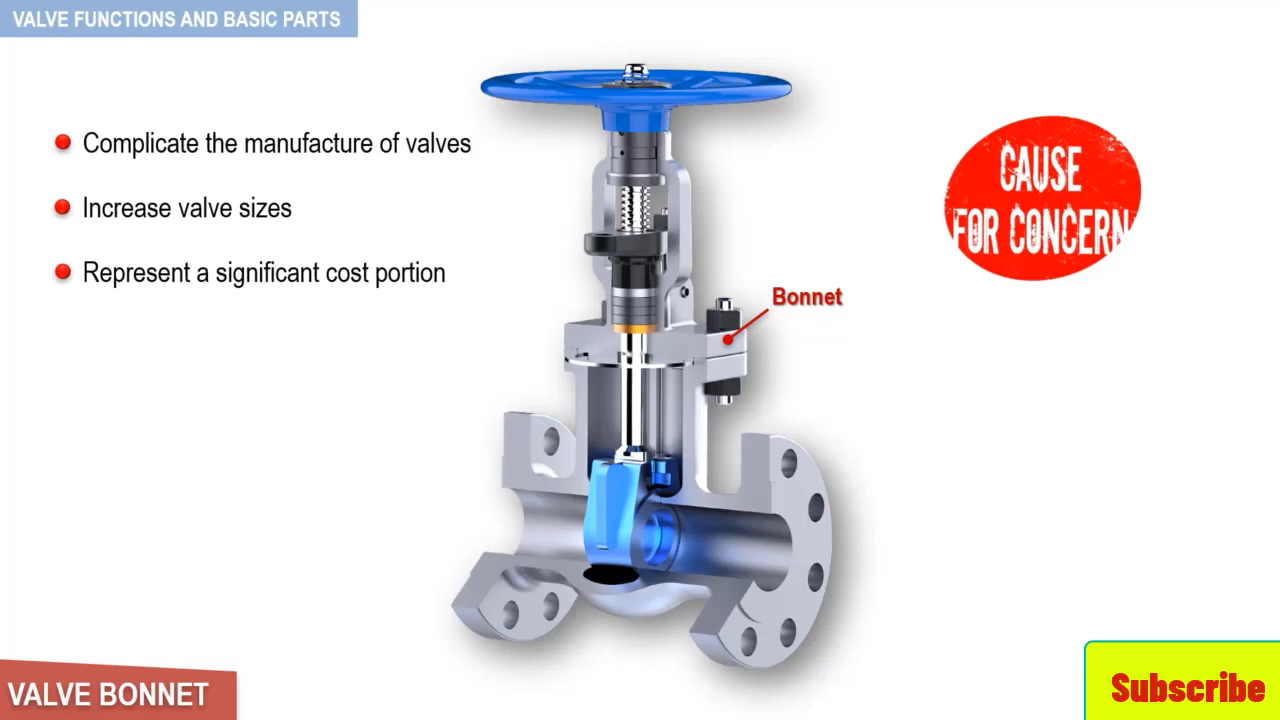 VALVE FUNCTIONS AND BASIC PARTS
Complicate the manufacture of valves
Increase valve sizes
Represent a significant cost portion
CAUSE
FOR CONCERN
Bonnet
VALVE BONNET
Subscribe